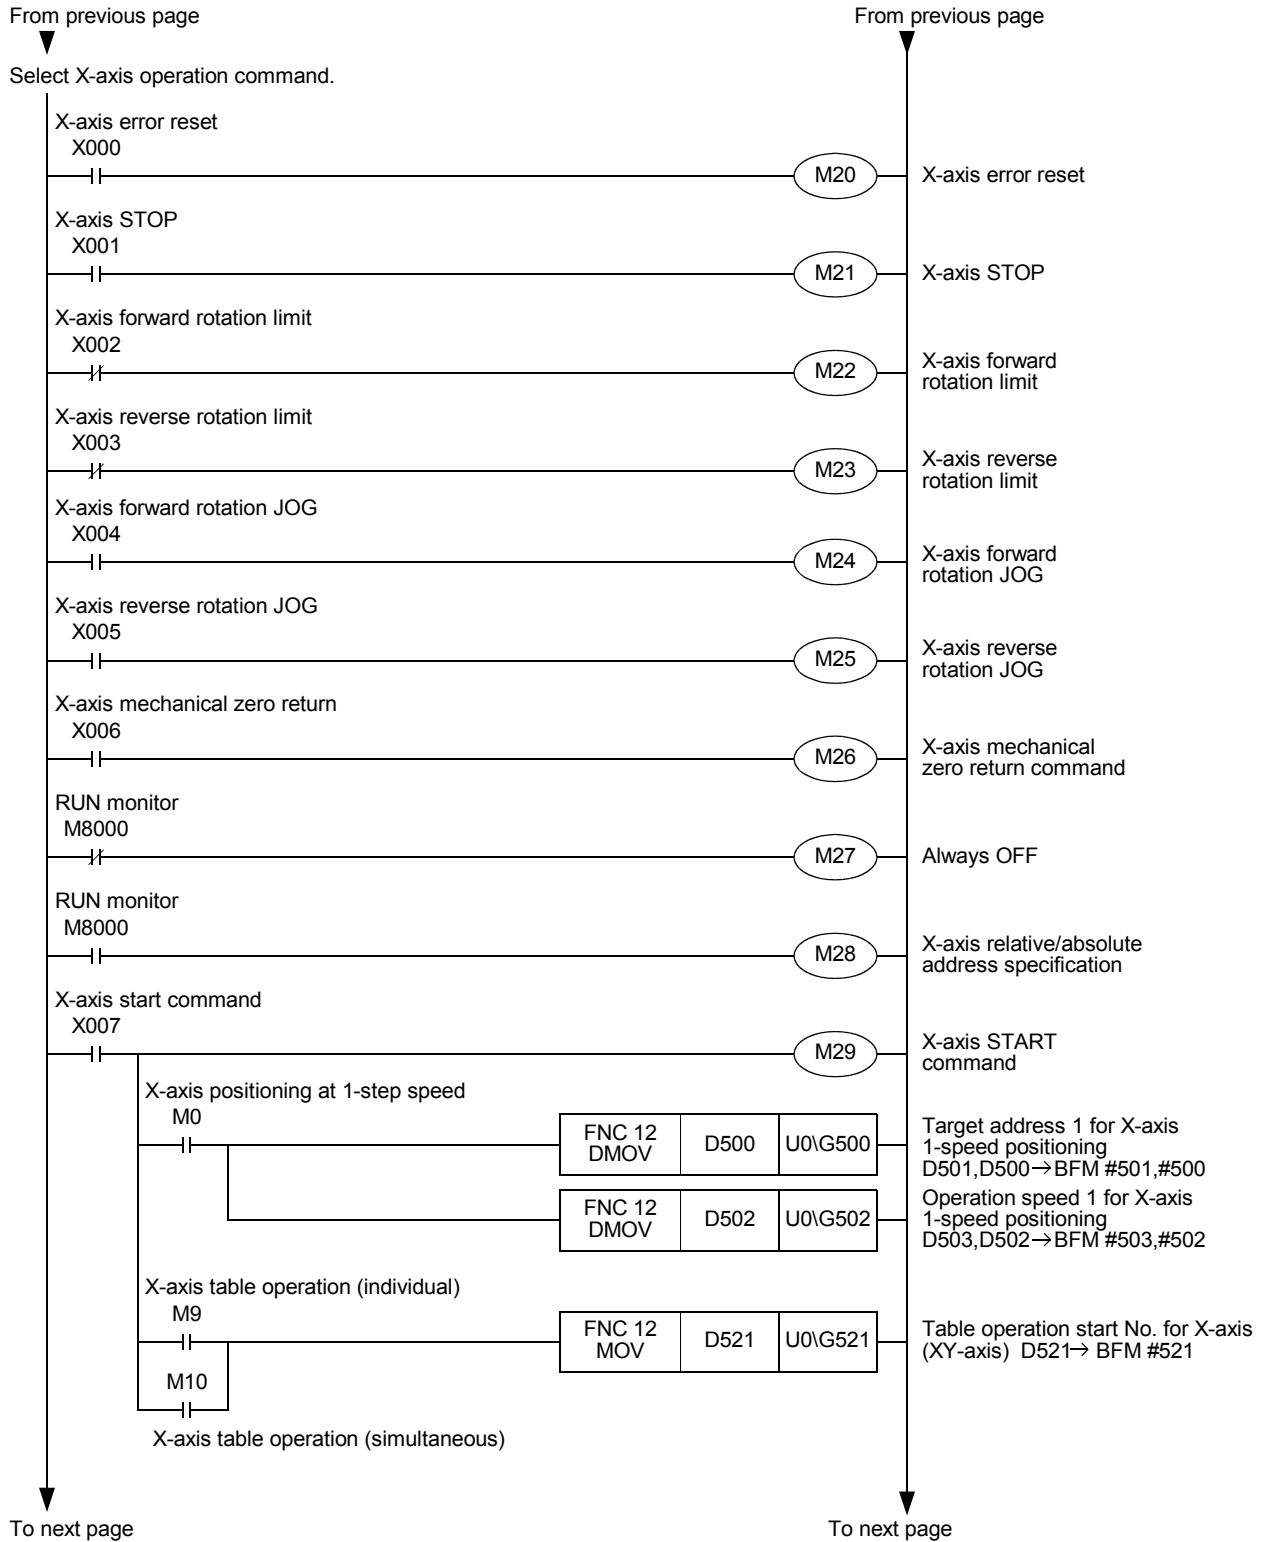 From previous page
From previous page
Select X-axis operation command.
X-axis error reset
X000
M20
X-axis error reset
X-axis STOP
X001
M21
X-axis STOP
X-axis forward rotation limit
X002
M22
X-axis forward
rotation limit
X-axis reverse rotation limit
X003
M23
X-axis reverse
rotation limit
X-axis forward rotation JOG
X004
M24
X-axis forward
rotation JOG
X-axis reverse rotation JOG
X005
M25
X-axis reverse
rotation JOG
X-axis mechanical zero return
X006
M26
X-axis mechanical
zero return command
RUN monitor
M8000
M27
Always OFF
RUN monitor
M8000
M28
X-axis relative/absolute
address specification
X-axis start command
X007
M29
X-axis START
command
X-axis positioning at 1-step speed
M0
FNC 12
DMOV
D500
U0\G500
Target address 1 for X-axis
1-speed positioning
D501,D500→BFM #501,#500
FNC 12
DMOV
D502
U0\G502
Operation speed 1 for X-axis
1-speed positioning
D503,D502→BFM #503,#502
X-axis table operation (individual)
M9
FNC 12
MOV
D521
U0\G521
Table operation start No. for X-axis
(XY-axis) D521→ BFM #521
M10
X-axis table operation (simultaneous)
To next page
To next page